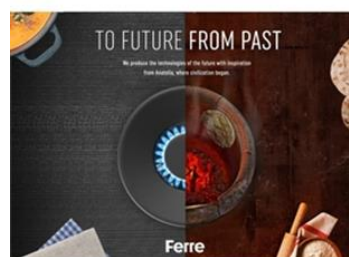 TO FUTURE FROM PAST
We produce the technologies of the future with inspiration
from Anatolia, where civilization began.
Ferre